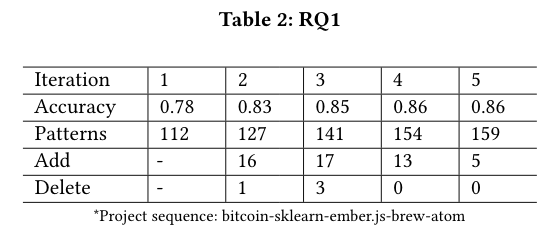 Table 2: RQ1
Iteration 1 2 3 4 5
Accuracy 0.78 0.83 0.85 0.86 0.86
Patterns 112 127 141 154 159
Add - 16 17 13 5
Delete - 1 3 0 0
*Project sequence: bitcoin-sklearn-ember.js-brew-atom